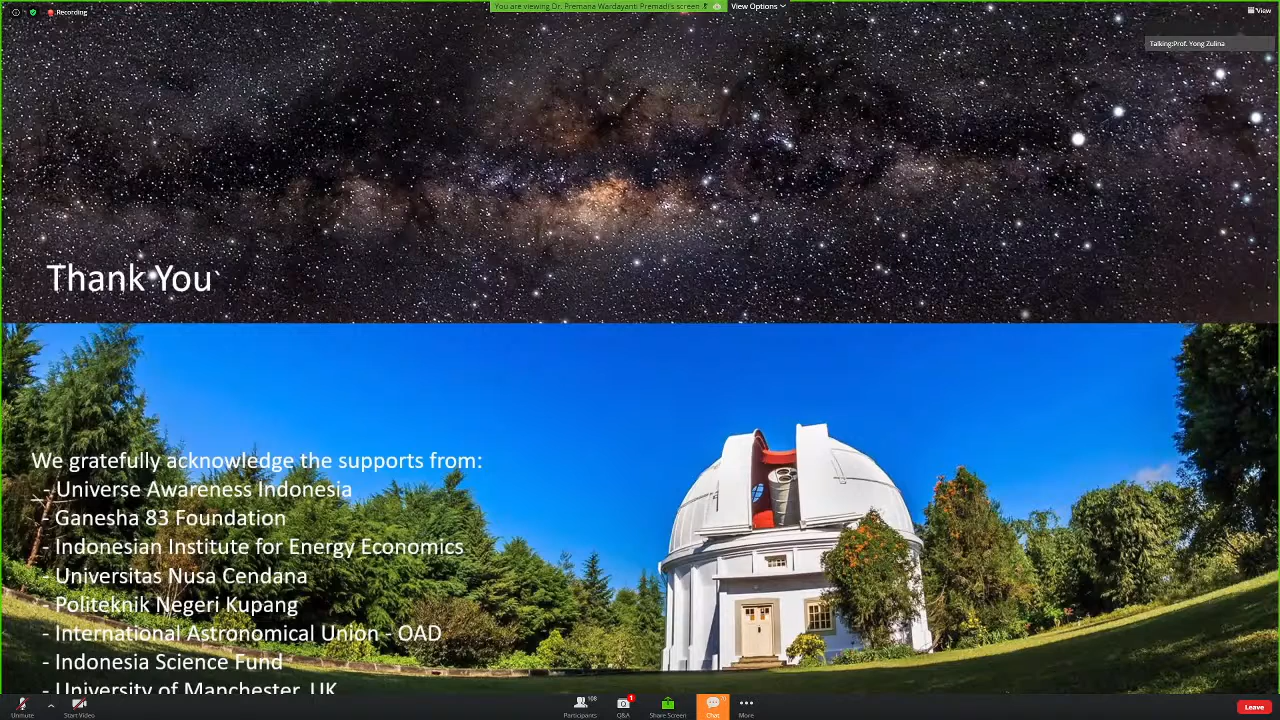 Recording
You are viewing Dr. Premana Wardayanti Premadi's screen
View Options
View
Talking:Prof. Yong Zulina
Thank You
We gratefully acknowledge the supports from:
- Universe Awareness Indonesia
- Ganesha 83 Foundation
- Indonesian Institute for Energy Economics
- Universitas Nusa Cendana
- Politeknik Negeri Kupang
- International Astronomical Union - OAD
- Indonesia Science Fund
- University of Manchester, UK
Unmute
Start Video
Participants
108
Q&A
1
Share Screen
Chat
More
Leave